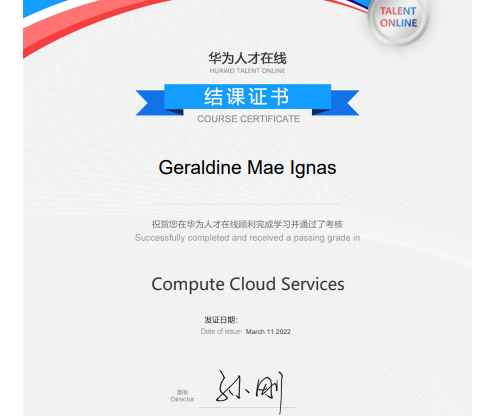 TALENT
ONLINE
华为人才在线
HUAWEI TALENT ONLINE
结课证书
COURSE CERTIFICATE
Geraldine Mae Ignas
祝贺您在华为人才在线顺利完成学习并通过了考核
Successfully completed and received a passing grade in
Compute Cloud Services
发证日期:
Date of issue: March 11 2022
部长
Director
孙刚